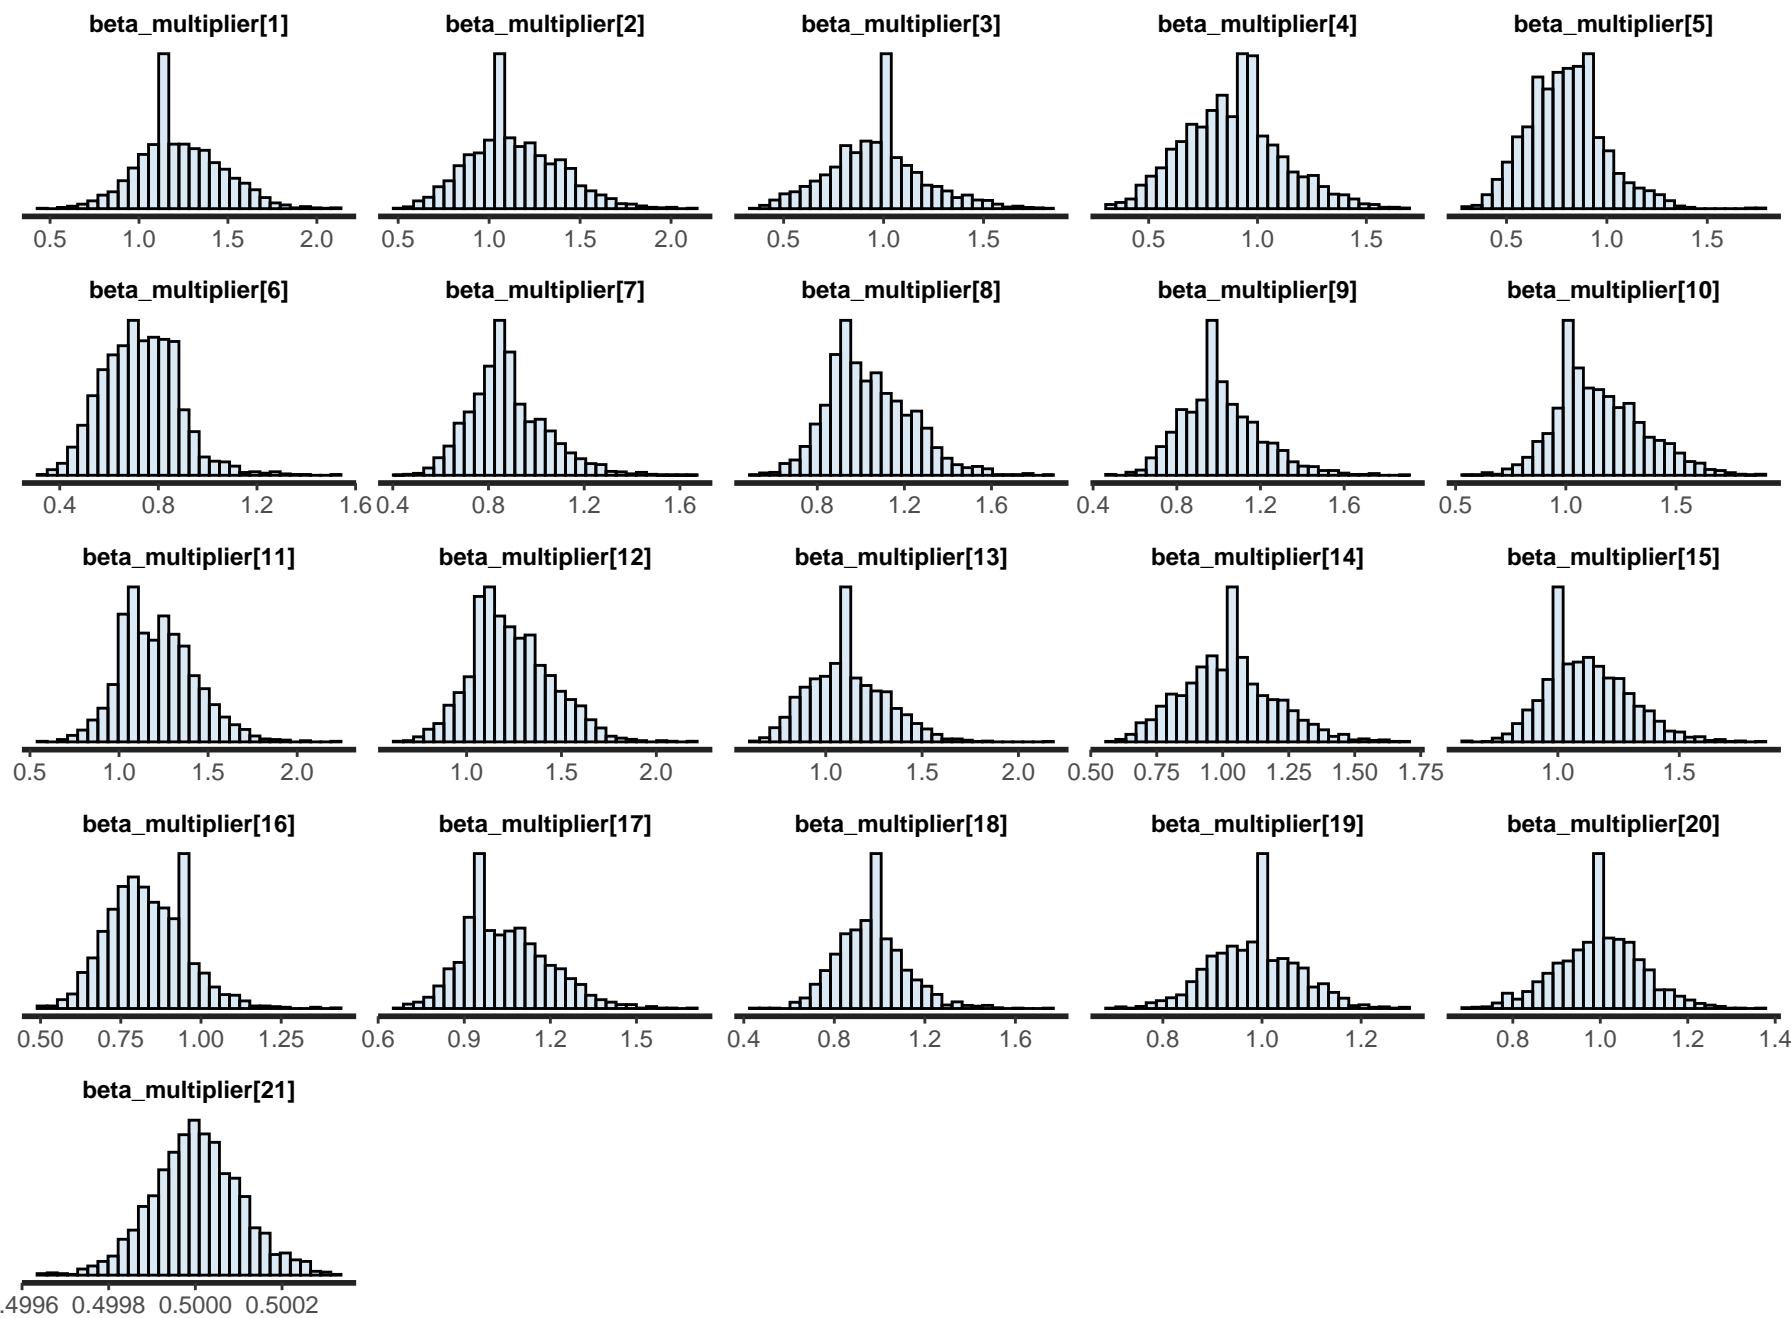 beta_multiplier[1] beta_multiplier[2] beta_multiplier[3] beta_multiplier[4] beta_multiplier[5]
0.5 1.0 1.5 2.0 0.5 1.0 1.5 2.0 0.5 1.0 1.5 0.5 1.0 1.5 0.5 1.0 1.5
beta_multiplier[6] beta_multiplier[7] beta_multiplier[8] beta_multiplier[9] beta_multiplier[10]
0.4 0.8 1.2 1.6 0.4 0.8 1.2 1.6 0.8 1.2 1.6 0.4 0.8 1.2 1.6 0.5 1.0 1.5
beta_multiplier[11] beta_multiplier[12] beta_multiplier[13] beta_multiplier[14] beta_multiplier[15]
0.5 1.0 1.5 2.0 1.0 1.5 2.0 1.0 1.5 2.0 0.50 0.75 1.00 1.25 1.50 1.75 1.0 1.5
beta_multiplier[16] beta_multiplier[17] beta_multiplier[18] beta_multiplier[19] beta_multiplier[20]
0.50 0.75 1.00 1.25 0.6 0.9 1.2 1.5 0.4 0.8 1.2 1.6 0.8 1.0 1.2 0.8 1.0 1.2 1.4
beta_multiplier[21]
.4996 0.4998 0.5000 0.5002